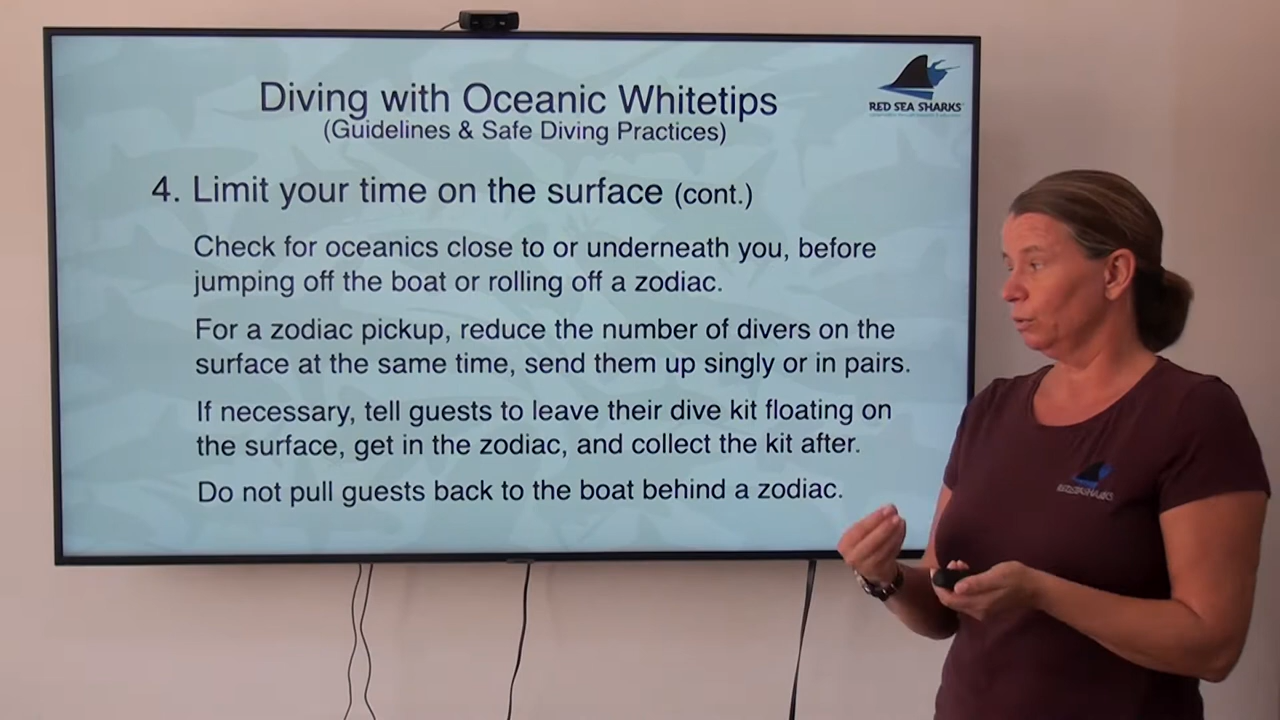 Diving with Oceanic Whitetips
(Guidelines & Safe Diving Practices)
RED SEA SHARKS
4. Limit your time on the surface (cont.)
Check for oceanics close to or underneath you, before
jumping off the boat or rolling off a zodiac.
For a zodiac pickup, reduce the number of divers on the
surface at the same time, send them up singly or in pairs.
If necessary, tell guests to leave their dive kit floating on
the surface, get in the zodiac, and collect the kit after.
Do not pull guests back to the boat behind a zodiac.
RED SEA SHARKS